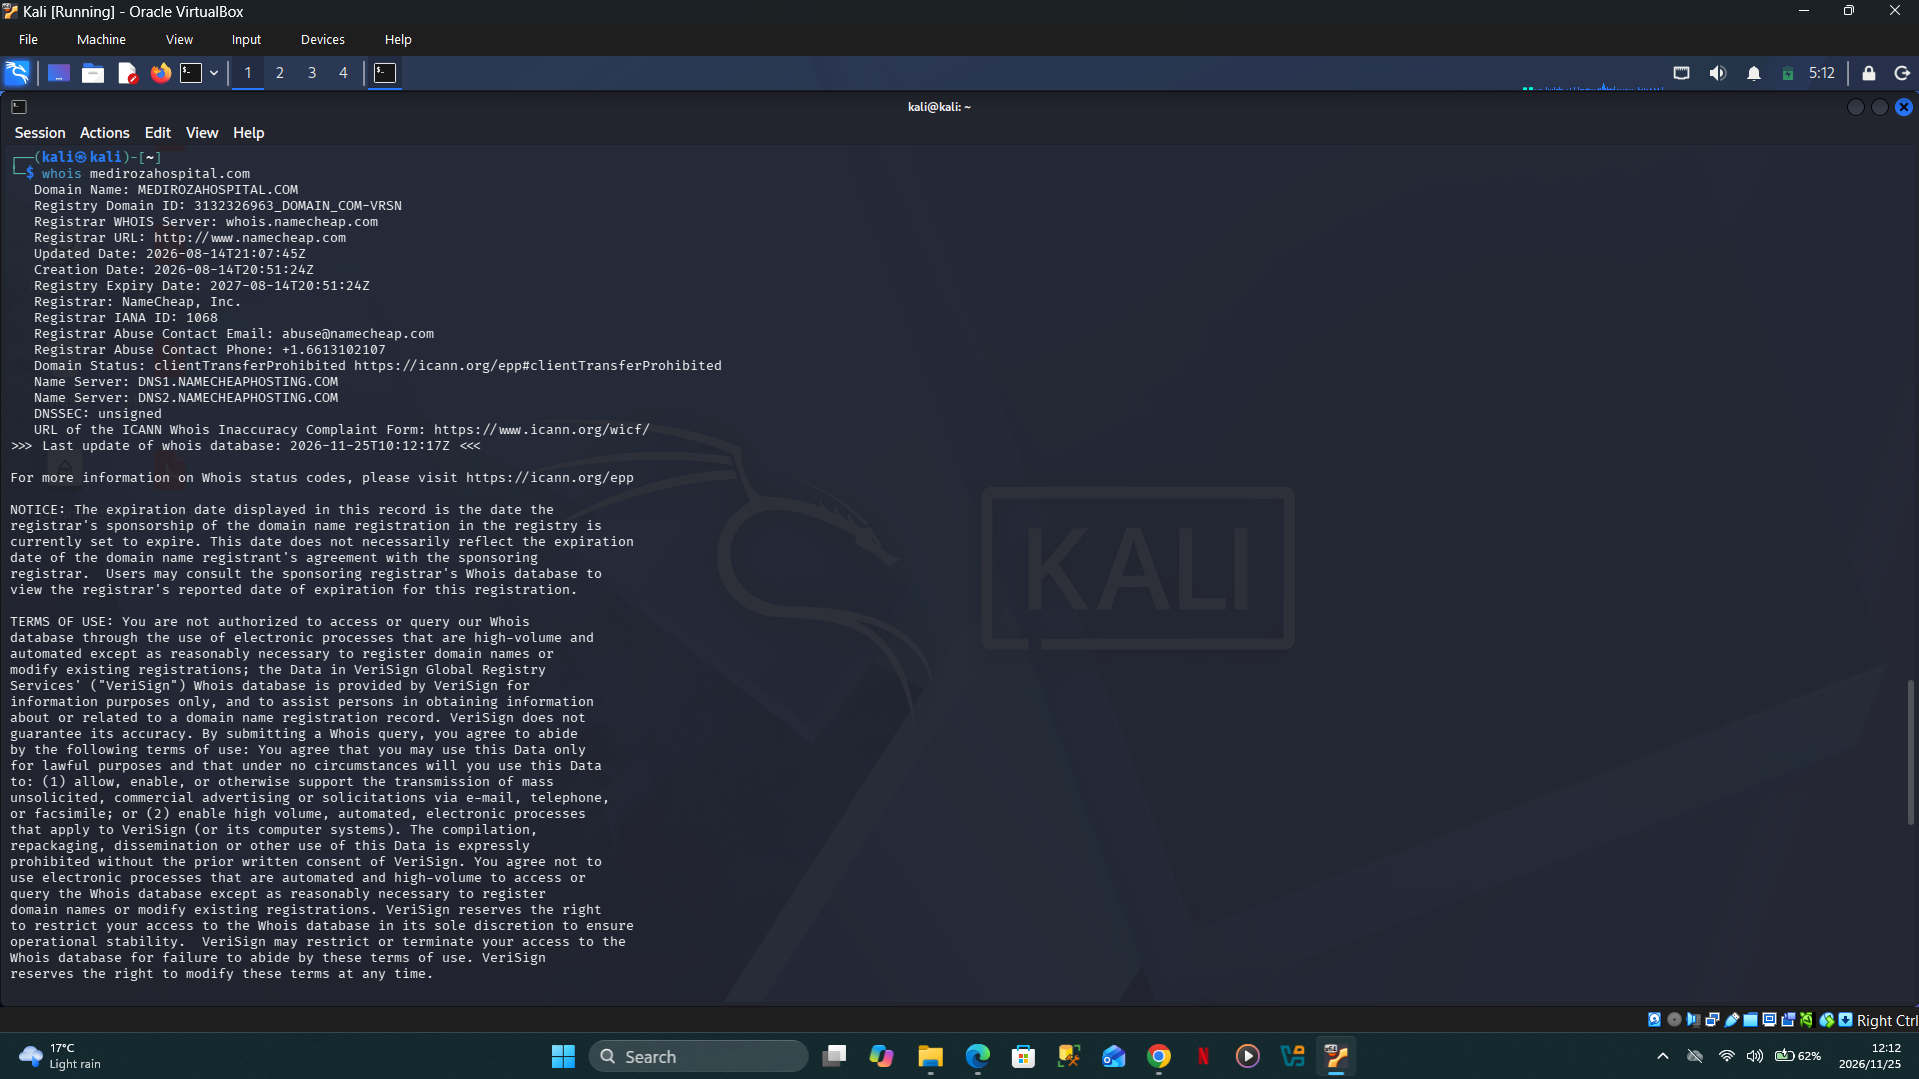 Kali [Running] - Oracle VirtualBox
File Machine View Input Devices Help
1 2 3 4 5:12
kali@kali: ~
Session Actions Edit View Help
┌──(kali㉿kali)-[~]
└─$ whois medirozahospital.com
Domain Name: MEDIROZAHOSPITAL.COM
Registry Domain ID: 3132326963_DOMAIN_COM-VRSN
Registrar WHOIS Server: whois.namecheap.com
Registrar URL: http://www.namecheap.com
Updated Date: 2026-08-14T21:07:45Z
Creation Date: 2026-08-14T20:51:24Z
Registry Expiry Date: 2027-08-14T20:51:24Z
Registrar: NameCheap, Inc.
Registrar IANA ID: 1068
Registrar Abuse Contact Email: abuse@namecheap.com
Registrar Abuse Contact Phone: +1.6613102107
Domain Status: clientTransferProhibited https://icann.org/epp#clientTransferProhibited
Name Server: DNS1.NAMECHEAPHOSTING.COM
Name Server: DNS2.NAMECHEAPHOSTING.COM
DNSSEC: unsigned
URL of the ICANN Whois Inaccuracy Complaint Form: https://www.icann.org/wicf/
>>> Last update of whois database: 2026-11-25T10:12:17Z <<<
For more information on Whois status codes, please visit https://icann.org/epp
NOTICE: The expiration date displayed in this record is the date the
registrar's sponsorship of the domain name registration in the registry is
currently set to expire. This date does not necessarily reflect the expiration
date of the domain name registrant's agreement with the sponsoring
registrar.  Users may consult the sponsoring registrar's Whois database to
view the registrar's reported date of expiration for this registration.
TERMS OF USE: You are not authorized to access or query our Whois
database through the use of electronic processes that are high-volume and
automated except as reasonably necessary to register domain names or
modify existing registrations; the Data in VeriSign Global Registry
Services' ("VeriSign") Whois database is provided by VeriSign for
information purposes only, and to assist persons in obtaining information
about or related to a domain name registration record. VeriSign does not
guarantee its accuracy. By submitting a Whois query, you agree to abide
by the following terms of use: You agree that you may use this Data only
for lawful purposes and that under no circumstances will you use this Data
to: (1) allow, enable, or otherwise support the transmission of mass
unsolicited, commercial advertising or solicitations via e-mail, telephone,
or facsimile; or (2) enable high volume, automated, electronic processes
that apply to VeriSign (or its computer systems). The compilation,
repackaging, dissemination or other use of this Data is expressly
prohibited without the prior written consent of VeriSign. You agree not to
use electronic processes that are automated and high-volume to access or
query the Whois database except as reasonably necessary to register
domain names or modify existing registrations. VeriSign reserves the right
to restrict your access to the Whois database in its sole discretion to ensure
operational stability.  VeriSign may restrict or terminate your access to the
Whois database for failure to abide by these terms of use. VeriSign
reserves the right to modify these terms at any time.
KALI
Right Ctrl
17°C
Light rain
Search
62%
12:12
2026/11/25